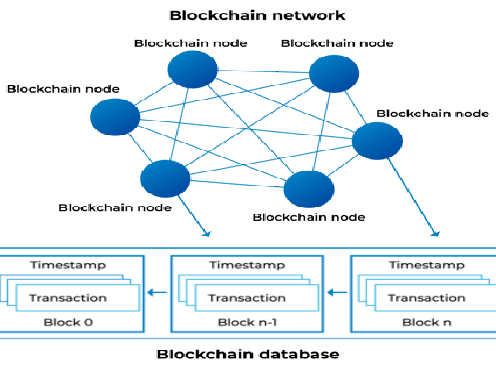 Blockchain network
Blockchain node
Blockchain node
Blockchain node
Blockchain node
Blockchain node
Blockchain node
Timestamp
Timestamp
Timestamp
Transaction
Transaction
Transaction
Block 0
Block n-1
Block n
Blockchain database